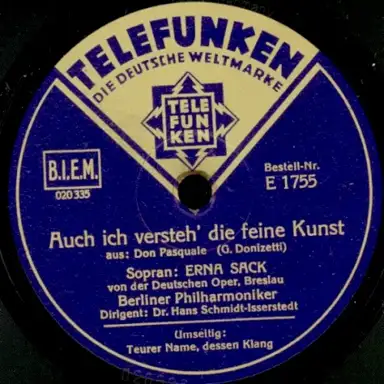 TELEFUNKEN
DIE DEUTSCHE WELTMARKE
TELE
FUN
KEN
B.I.E.M.
020335
Bestell-Nr.
E 1755
Auch ich versteh' die feine Kunst
aus: Don Pasquale (G. Donizetti)
Sopran: ERNA SACK
von der Deutschen Oper, Breslau
Berliner Philharmoniker
Dirigent: Dr. Hans Schmidt-Isserstedt
Umseitig:
Teurer Name, dessen Klang